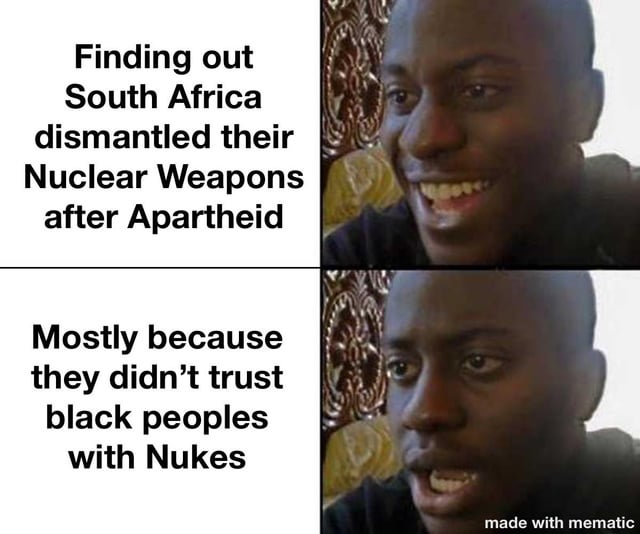 Finding out
South Africa
dismantled their
Nuclear Weapons
after Apartheid
Mostly because
they didn’t trust
black peoples
with Nukes
made with mematic